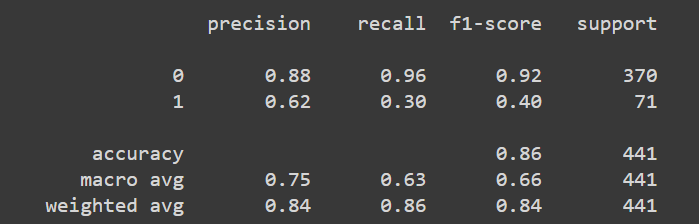 precision recall f1-score support
0 0.88 0.96 0.92 370
1 0.62 0.30 0.40 71
accuracy 0.86 441
macro avg 0.75 0.63 0.66 441
weighted avg 0.84 0.86 0.84 441